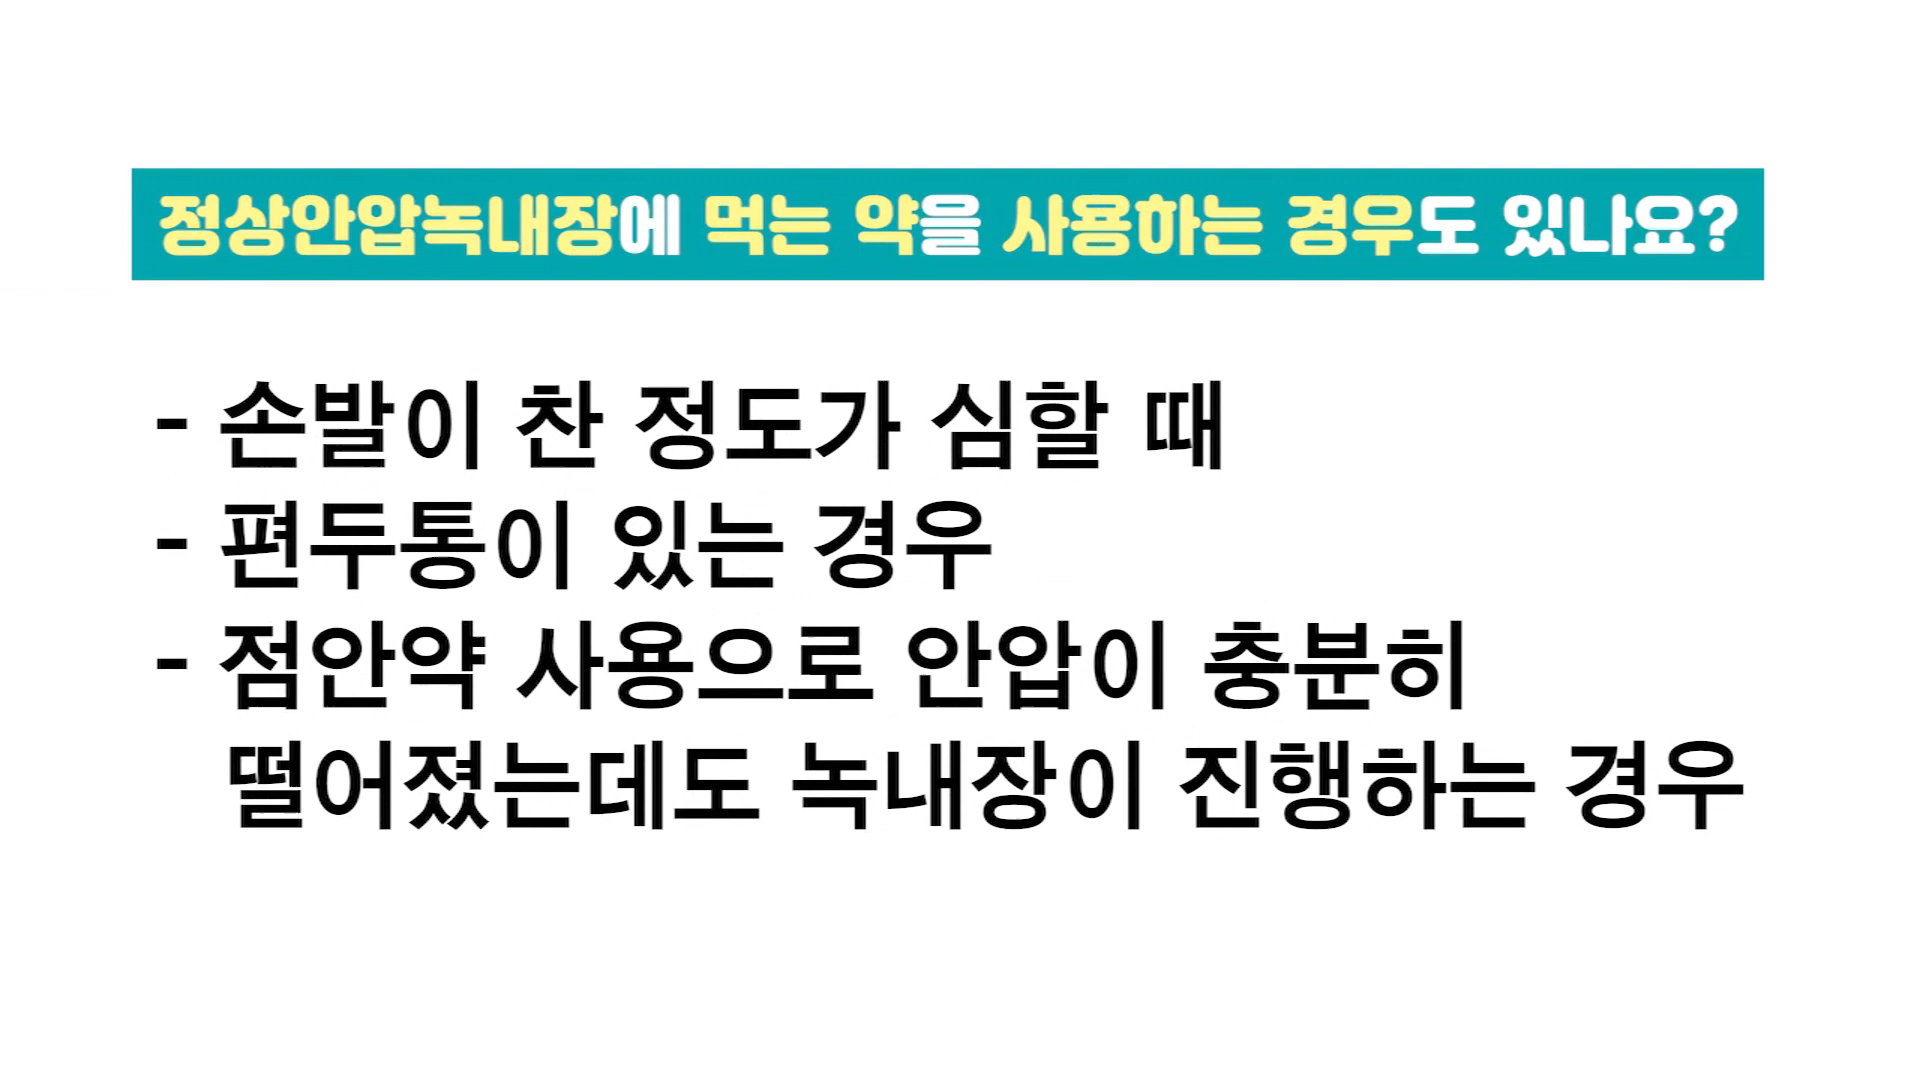 정상안압녹내장에 먹는 약을 사용하는 경우도 있나요?
- 손발이 찬 정도가 심할 때
- 편두통이 있는 경우
- 점안약 사용으로 안압이 충분히
떨어졌는데도 녹내장이 진행하는 경우